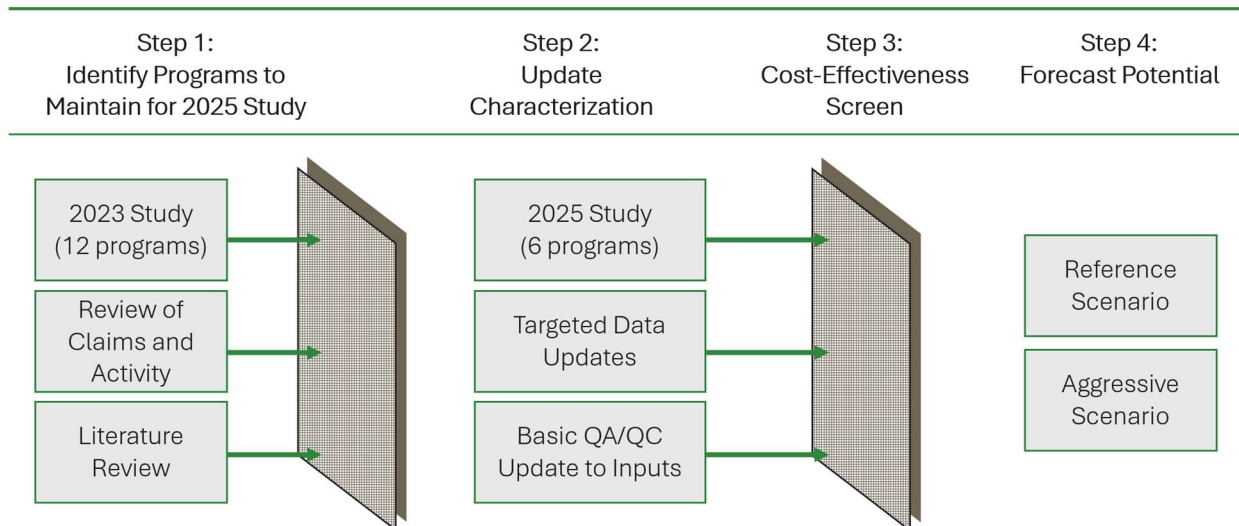 Step 1:
Identify Programs to
Maintain for 2025 Study
Step 2:
Update
Characterization
Step 3:
Cost-Effectiveness
Screen
Step 4:
Forecast Potential
2023 Study
(12 programs)
Review of
Claims and
Activity
Literature
Review
2025 Study
(6 programs)
Targeted Data
Updates
Basic QA/QC
Update to Inputs
Reference
Scenario
Aggressive
Scenario